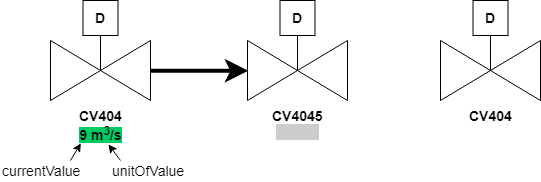 D
D
D
CV404
CV4045
CV404
9 m³/s
currentValue
unitOfValue